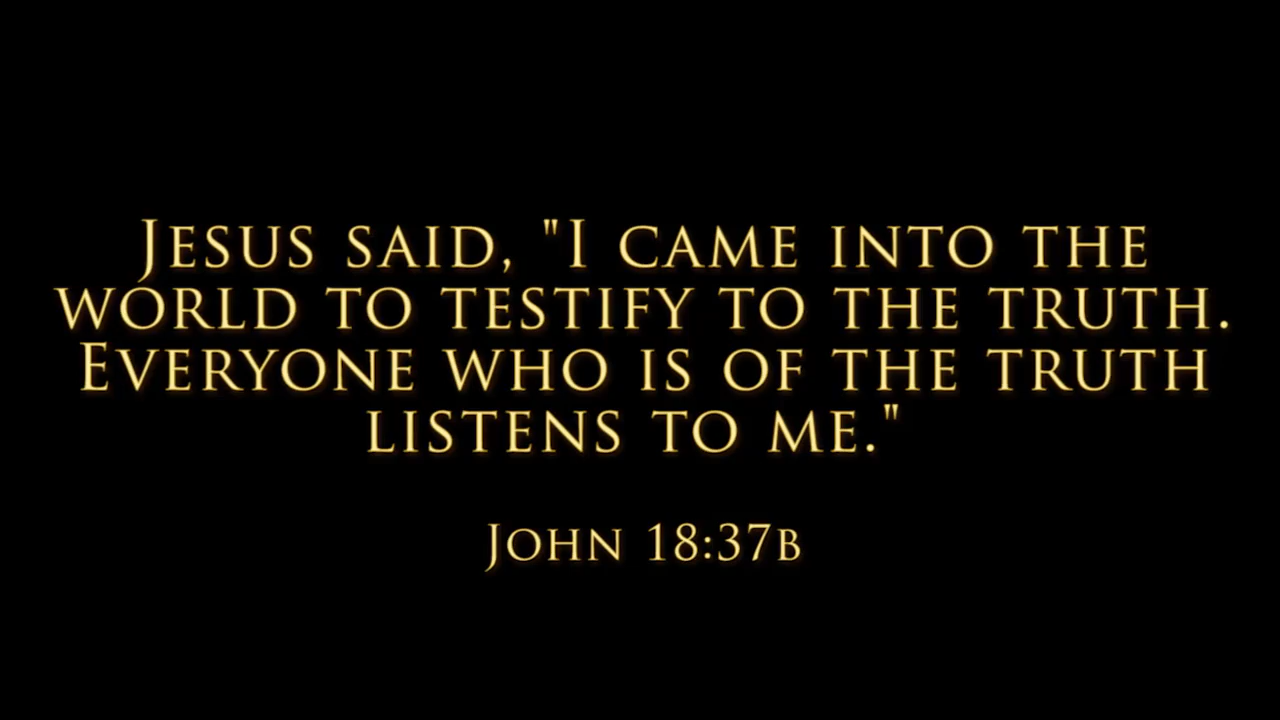 Jesus said, "I came into the
world to testify to the truth.
Everyone who is of the truth
listens to me."
John 18:37b